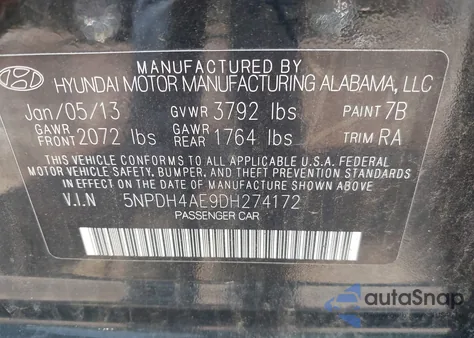 MANUFACTURED BY
HYUNDAI MOTOR MANUFACTURING ALABAMA, LLC
Jan/05/13 GVWR 3792 lbs PAINT 7B
GAWR FRONT 2072 lbs GAWR REAR 1764 lbs TRIM RA
THIS VEHICLE CONFORMS TO ALL APPLICABLE U.S.A. FEDERAL
MOTOR VEHICLE SAFETY, BUMPER, AND THEFT PREVENTION STANDARDS
IN EFFECT ON THE DATE OF MANUFACTURE SHOWN ABOVE.
V.I.N 5NPDH4AE9DH274172
PASSENGER CAR
autoSnap